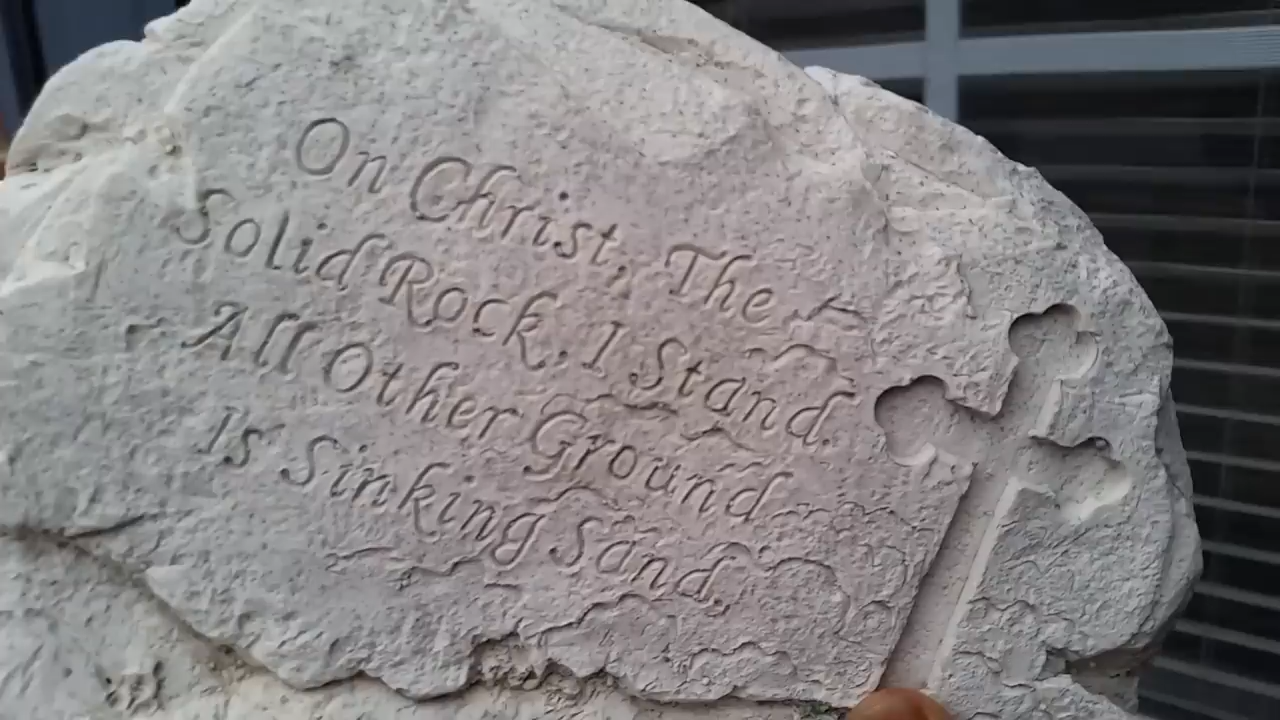 On Christ, The
Solid Rock, I Stand.
All Other Ground
Is Sinking Sand,